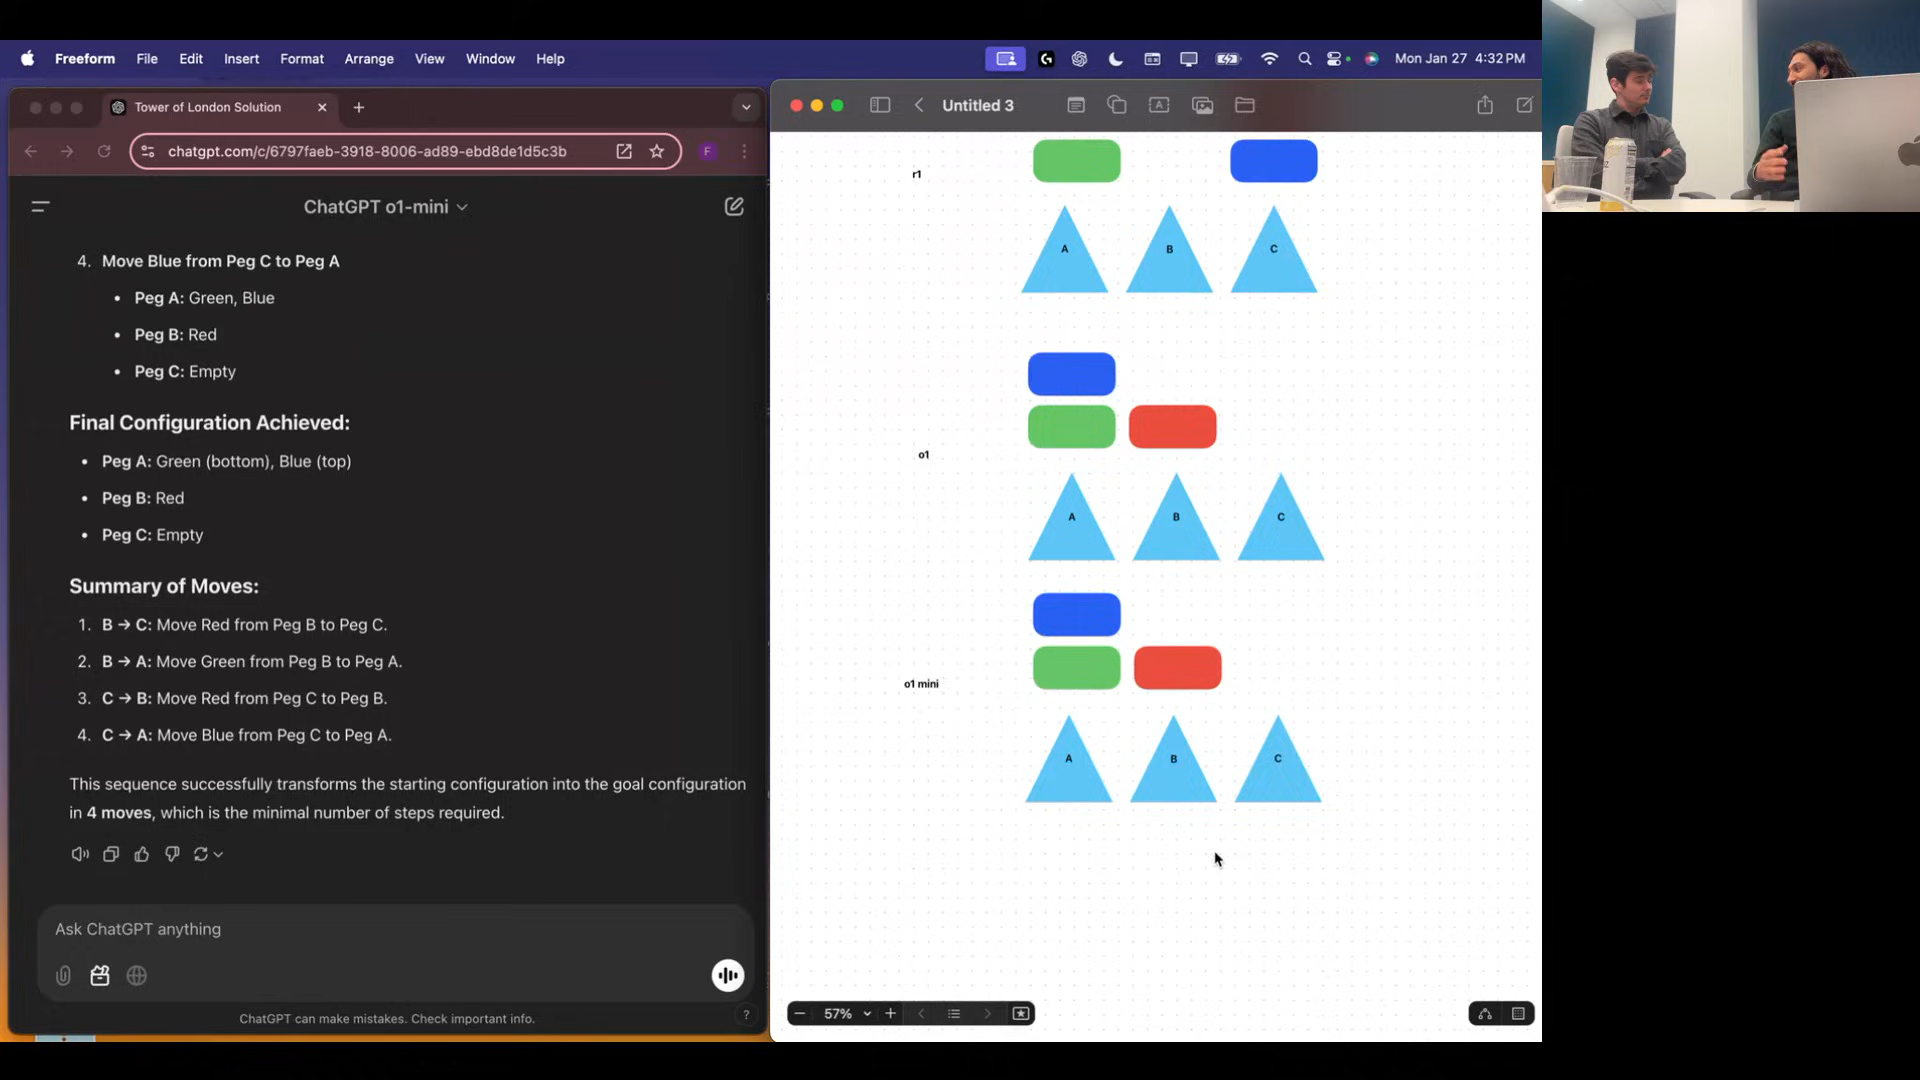 Freeform File Edit Insert Format Arrange View Window Help
Mon Jan 27 4:32 PM
Tower of London Solution
chatgpt.com/c/6797faeb-3918-8006-ad89-ebd8de1d5c3b
F
ChatGPT o1-mini
4. Move Blue from Peg C to Peg A
• Peg A: Green, Blue
• Peg B: Red
• Peg C: Empty
Final Configuration Achieved:
• Peg A: Green (bottom), Blue (top)
• Peg B: Red
• Peg C: Empty
Summary of Moves:
1. B → C: Move Red from Peg B to Peg C.
2. B → A: Move Green from Peg B to Peg A.
3. C → B: Move Red from Peg C to Peg B.
4. C → A: Move Blue from Peg C to Peg A.
This sequence successfully transforms the starting configuration into the goal configuration
in 4 moves, which is the minimal number of steps required.
Ask ChatGPT anything
ChatGPT can make mistakes. Check important info.
?
Untitled 3
r1
A B C
o1
A B C
o1 mini
A B C
57%